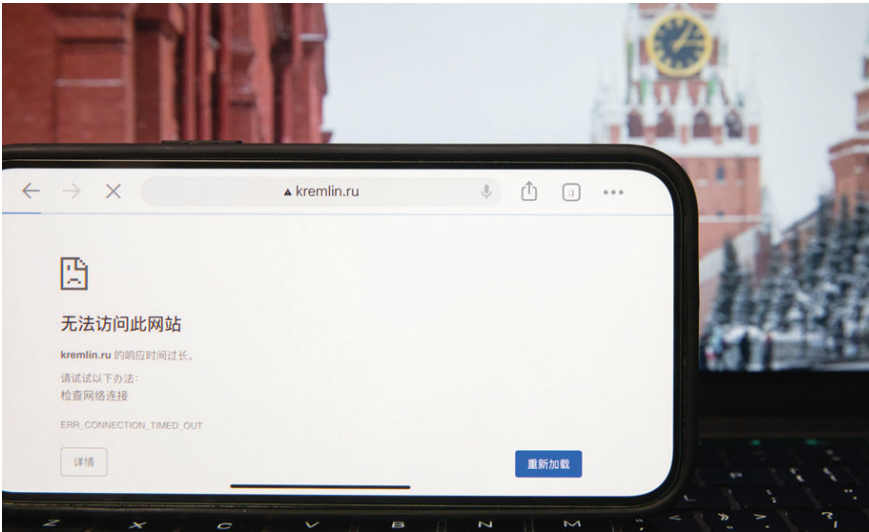 kremlin.ru
:)
无法访问此网站
kremlin.ru 的响应时间过长。
请试试以下办法:
检查网络连接
ERR_CONNECTION_TIMED_OUT
详情
重新加载
P
L : ;
Z X C V B N M ; < » > ?